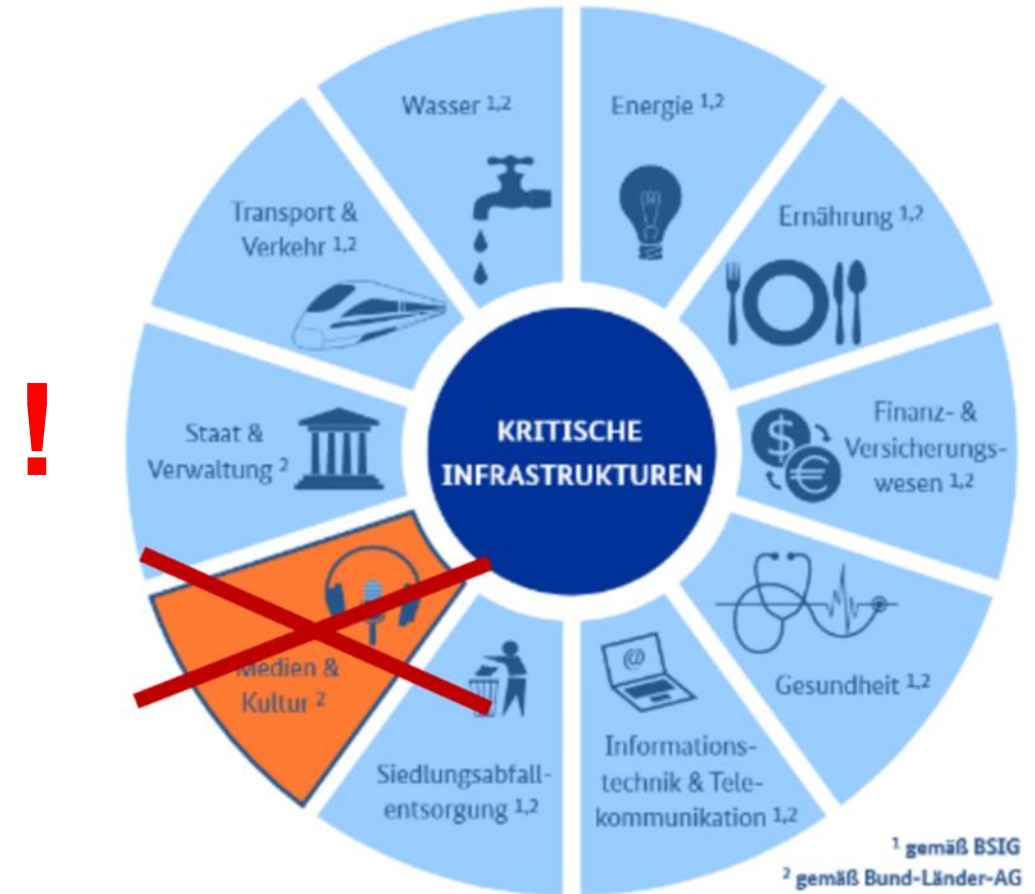 Wasser 1,2
Energie 1,2
Transport &
Verkehr 1,2
Ernährung 1,2
!
Staat &
Verwaltung 2
KRITISCHE
INFRASTRUKTUREN
$
€
Finanz- &
Versicherungs-
wesen 1,2
Medien &
Kultur 2
@
Gesundheit 1,2
Siedlungsabfall-
entsorgung 1,2
Informations-
technik & Tele-
kommunikation 1,2
1 gemäß BSIG
2 gemäß Bund-Länder-AG